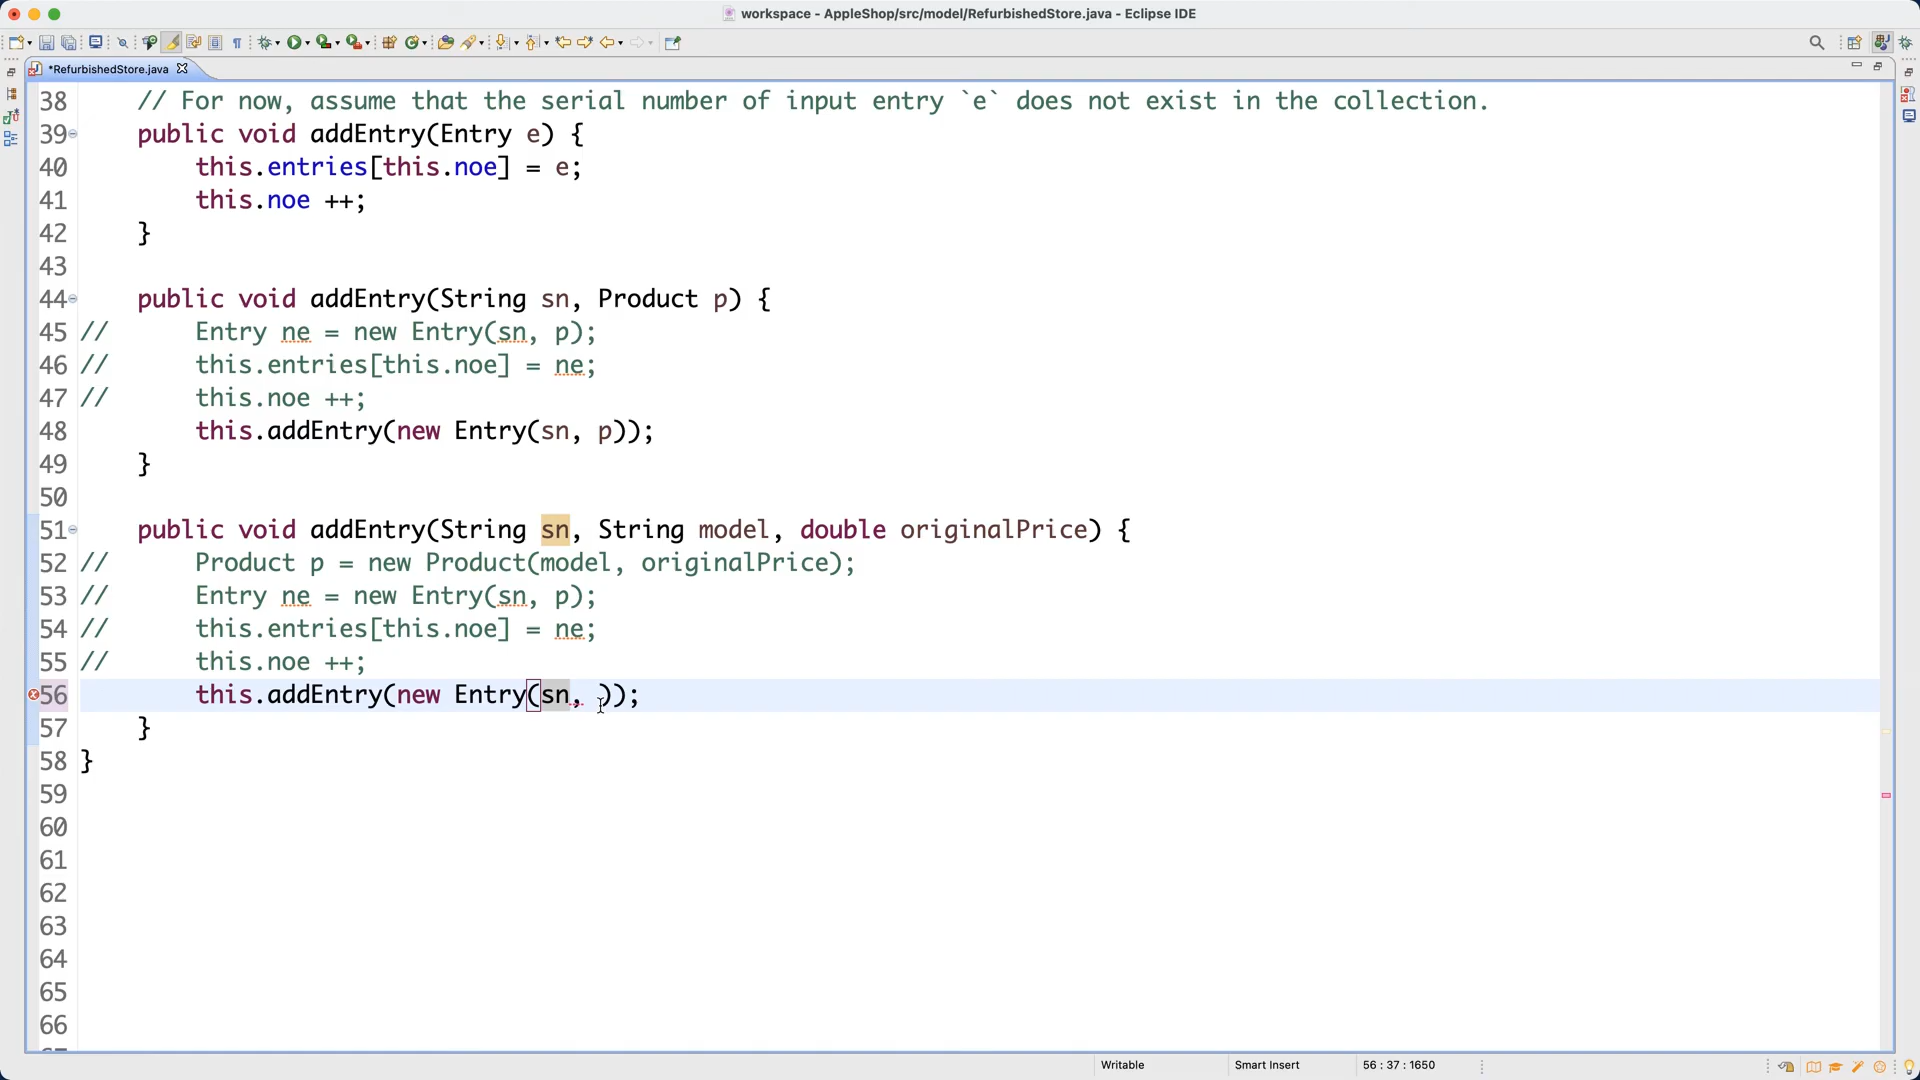 workspace - AppleShop/src/model/RefurbishedStore.java - Eclipse IDE
*RefurbishedStore.java
38 // For now, assume that the serial number of input entry `e` does not exist in the collection.
39 public void addEntry(Entry e) {
40 this.entries[this.noe] = e;
41 this.noe ++;
42 }
43
44 public void addEntry(String sn, Product p) {
45 // Entry ne = new Entry(sn, p);
46 // this.entries[this.noe] = ne;
47 // this.noe ++;
48 this.addEntry(new Entry(sn, p));
49 }
50
51 public void addEntry(String sn, String model, double originalPrice) {
52 // Product p = new Product(model, originalPrice);
53 // Entry ne = new Entry(sn, p);
54 // this.entries[this.noe] = ne;
55 // this.noe ++;
56 this.addEntry(new Entry(sn, ));
57 }
58 }
59
60
61
62
63
64
65
66
Writable Smart Insert 56 : 37 : 1650